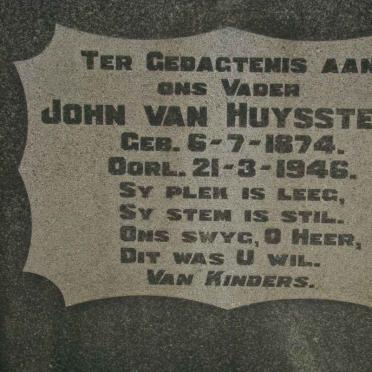 Ter Gedagtenis aan
ons Vader
John van Huysste
Geb. 6-7-1874.
Oorl. 21-3-1946.
Sy plek is leeg,
Sy stem is stil.
Ons swyg, O Heer,
Dit was U wil.
Van Kinders.